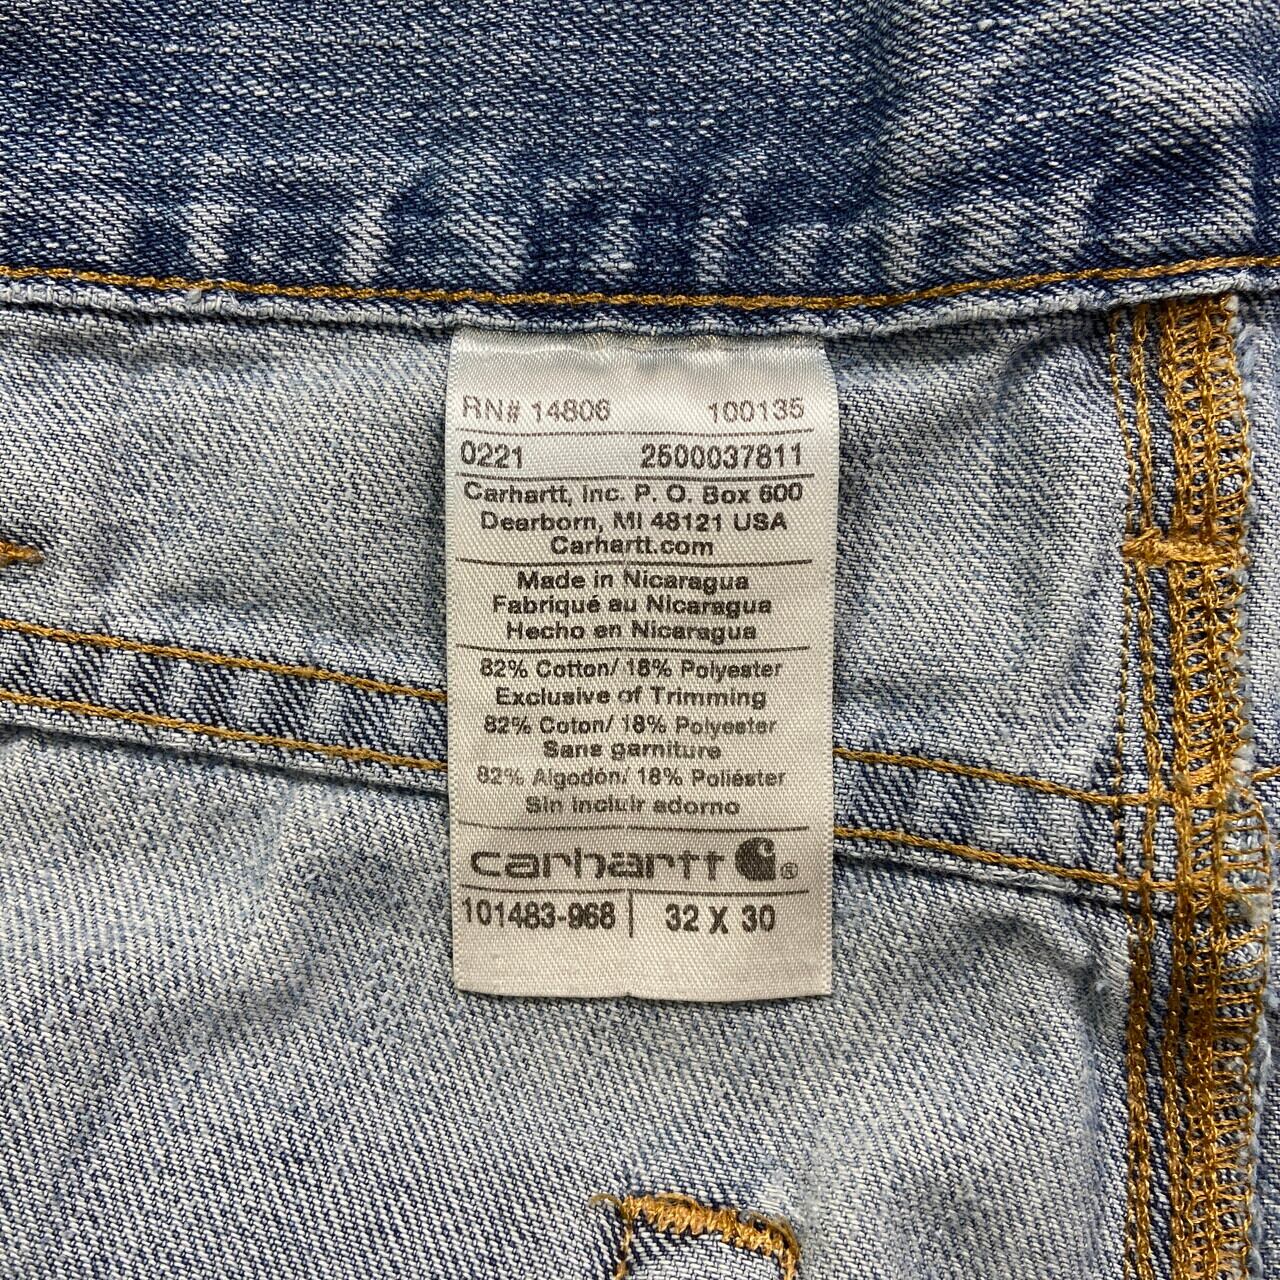 RN# 14806 100135
0221 2500037811
Carhartt, Inc. P. O. Box 600
Dearborn, MI 48121 USA
Carhartt.com
Made in Nicaragua
Fabriqué au Nicaragua
Hecho en Nicaragua
82% Cotton/ 18% Polyester
Exclusive of Trimming
82% Coton/ 18% Polyester
Sans garniture
82% Algodón/ 18% Poliéster
Sin incluir adorno
carhartt ®
101483-968 | 32 X 30